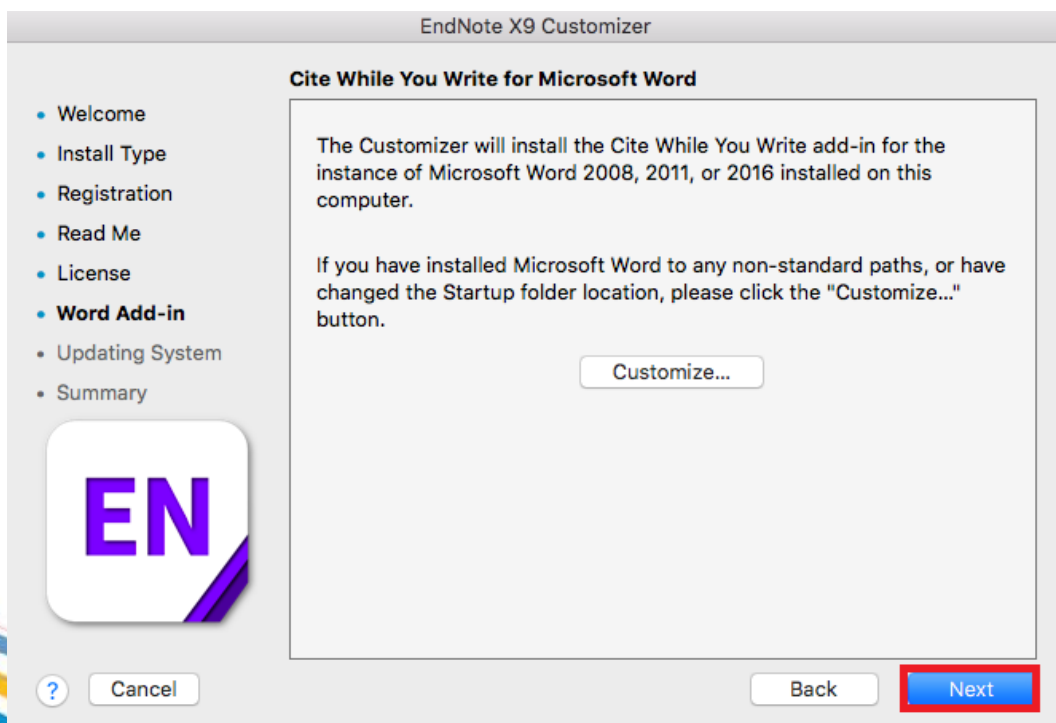 EndNote X9 Customizer
Cite While You Write for Microsoft Word
• Welcome
• Install Type
• Registration
• Read Me
• License
• Word Add-in
• Updating System
• Summary
The Customizer will install the Cite While You Write add-in for the
instance of Microsoft Word 2008, 2011, or 2016 installed on this
computer.
If you have installed Microsoft Word to any non-standard paths, or have
changed the Startup folder location, please click the "Customize..."
button.
Customize...
EN
?
Cancel
Back
Next